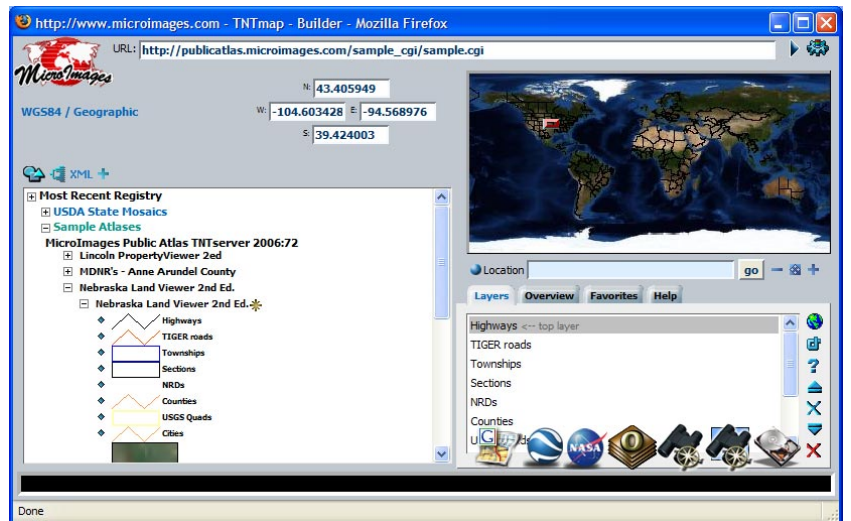 http://www.microimages.com - TNTmap - Builder - Mozilla Firefox
MicroImages
URL: http://publicatlas.microimages.com/sample_cgi/sample.cgi
N: 43.405949
WGS84 / Geographic
W: -104.603428 E: -94.568976
S: 39.424003
XML
Most Recent Registry
USDA State Mosaics
Sample Atlases
MicroImages Public Atlas TNTserver 2006:72
Lincoln PropertyViewer 2ed
MDNR's - Anne Arundel County
Nebraska Land Viewer 2nd Ed.
Nebraska Land Viewer 2nd Ed.
Highways
TIGER roads
Townships
Sections
NRDs
Counties
USGS Quads
Cities
Location go
Layers Overview Favorites Help
Highways <-- top layer
TIGER roads
Townships
Sections
NRDs
Counties
G
NASA
O
Done